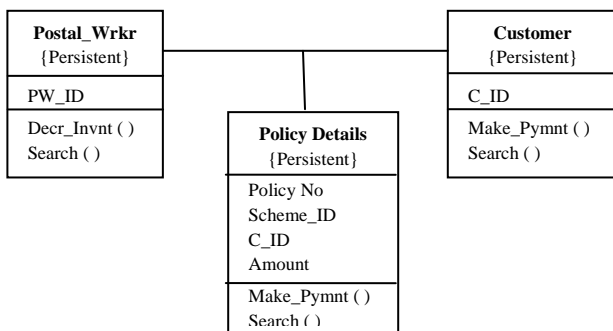 Postal_Wrkr
{Persistent}
PW_ID
Decr_Invnt ( )
Search ( )
Customer
{Persistent}
C_ID
Make_Pymnt ( )
Search ( )
Policy Details
{Persistent}
Policy No
Scheme_ID
C_ID
Amount
Make_Pymnt ( )
Search ( )